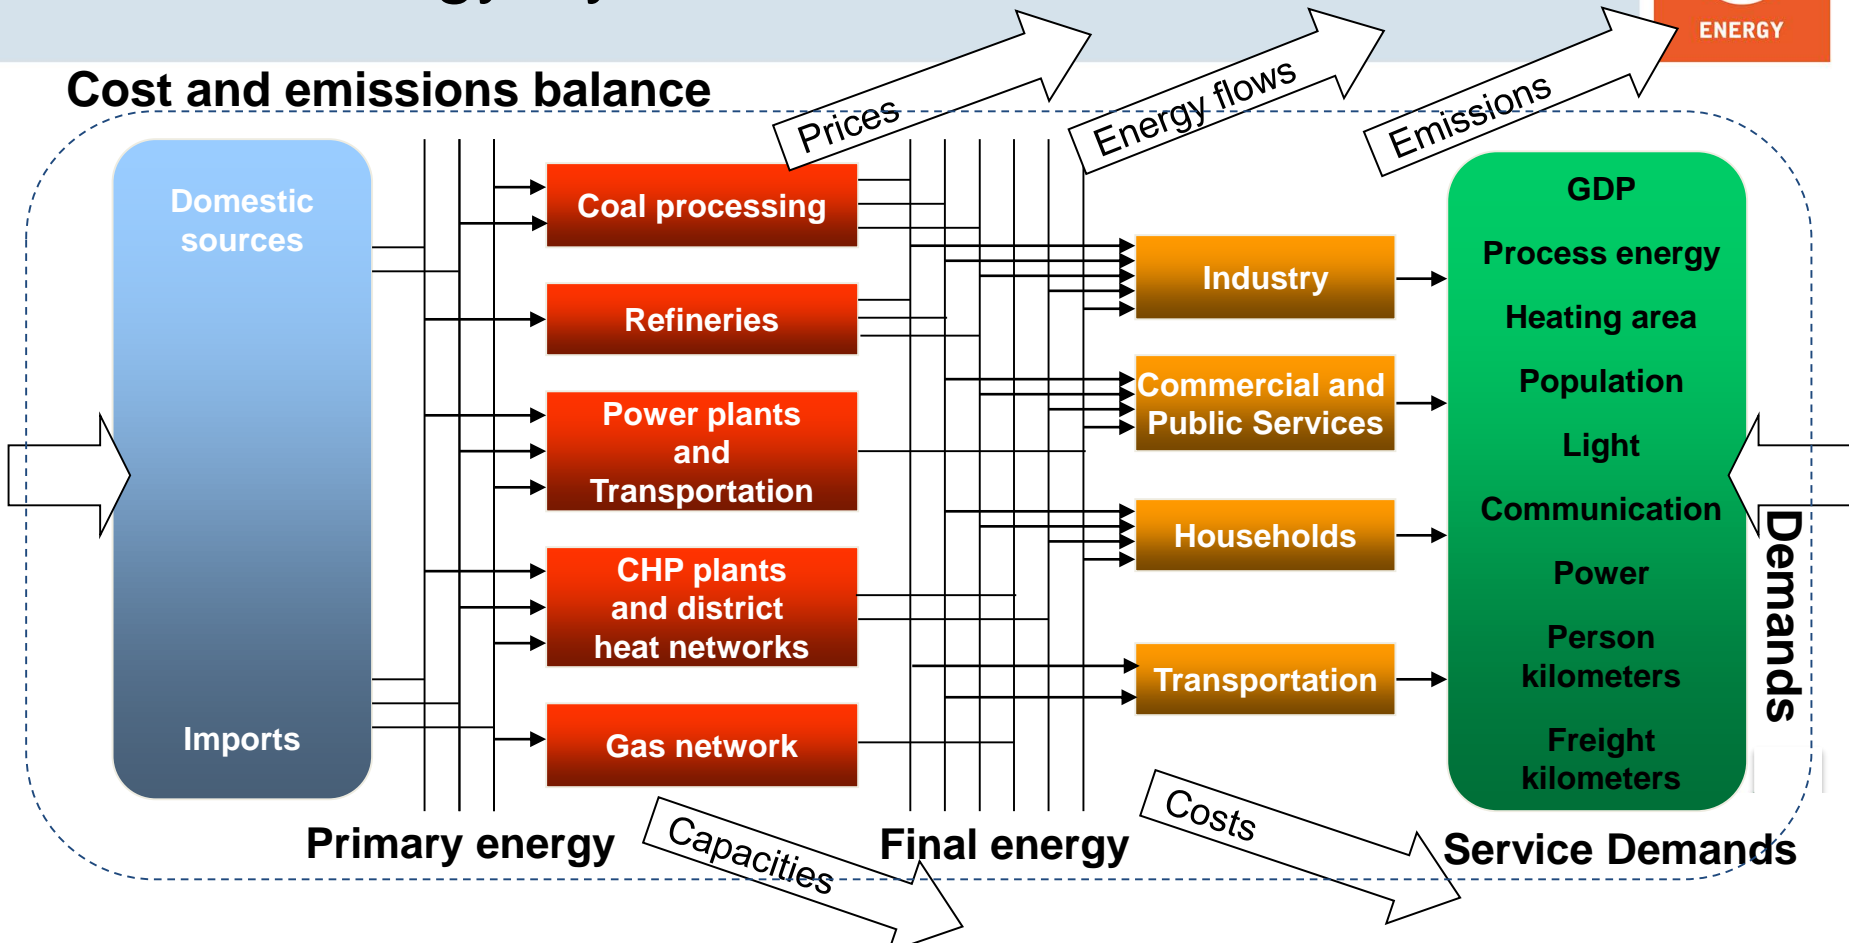 ENERGY
Cost and emissions balance
Prices
Energy flows
Emissions
Domestic
sources
Imports
Coal processing
Refineries
Power plants
and
Transportation
CHP plants
and district
heat networks
Gas network
Industry
Commercial and
Public Services
Households
Transportation
GDP
Process energy
Heating area
Population
Light
Communication
Power
Person
kilometers
Freight
kilometers
Demands
Primary energy
Capacities
Final energy
Costs
Service Demands